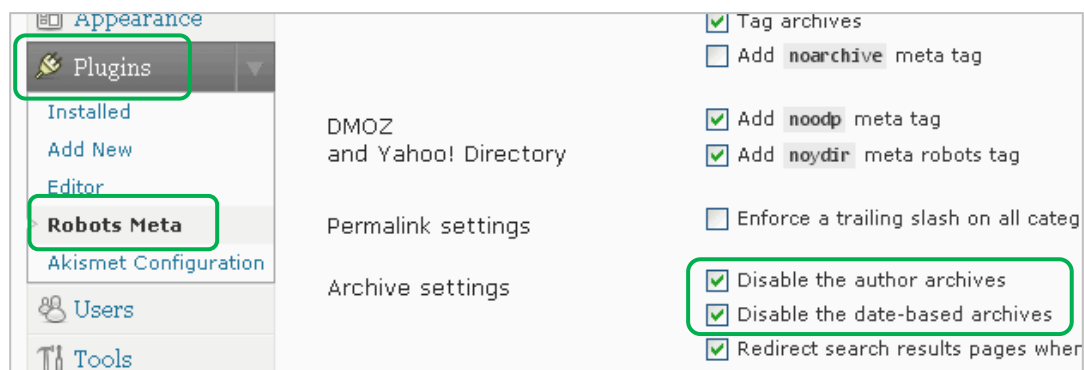 Appearance
Plugins
Installed
Add New
Editor
Robots Meta
Akismet Configuration
Users
Tools
Tag archives
Add noarchive meta tag
DMOZ
and Yahoo! Directory
Add noodp meta tag
Add noydir meta robots tag
Permalink settings
Enforce a trailing slash on all categ
Archive settings
Disable the author archives
Disable the date-based archives
Redirect search results pages wher